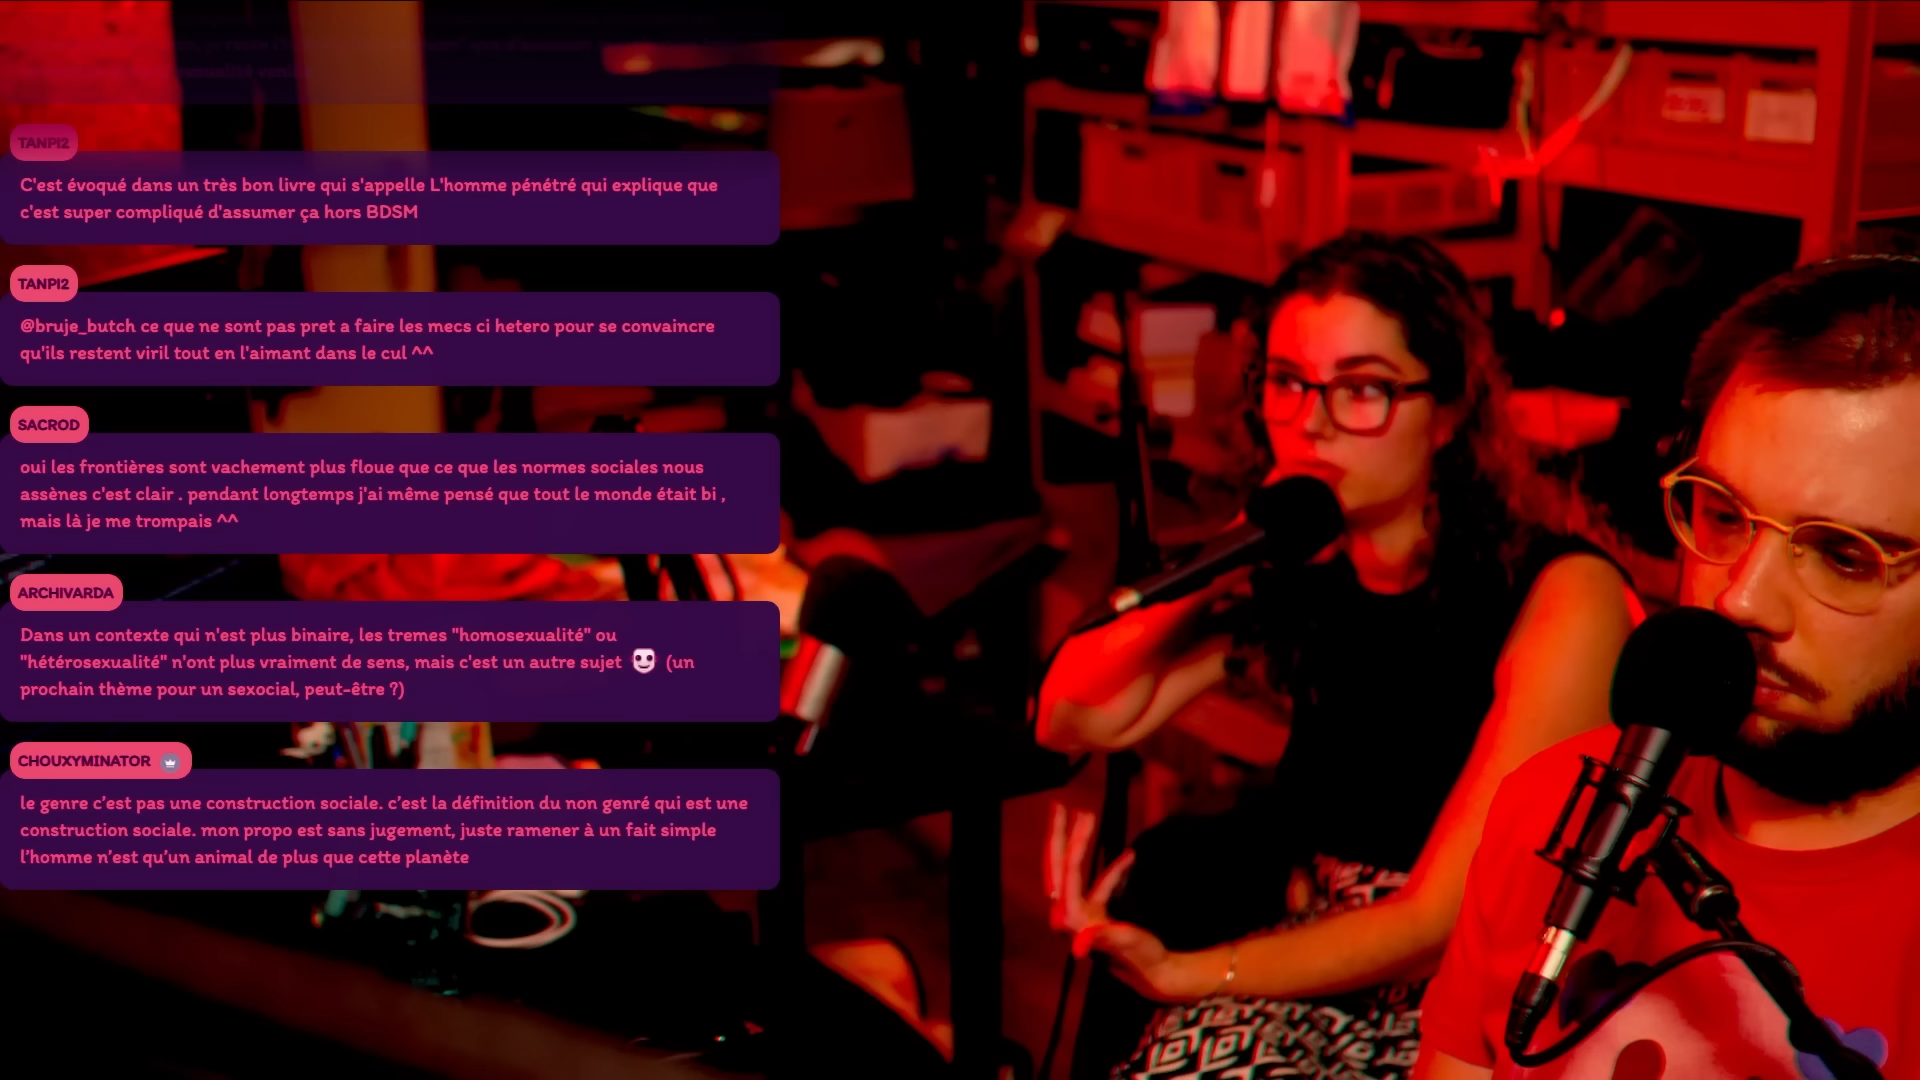 TANPI2
C'est évoqué dans un très bon livre qui s'appelle L'homme pénétré qui explique que
c'est super compliqué d'assumer ça hors BDSM
TANPI2
@bruje_butch ce que ne sont pas pret a faire les mecs ci hetero pour se convaincre
qu'ils restent viril tout en l'aimant dans le cul ^^
SACROD
oui les frontières sont vachement plus floue que ce que les normes sociales nous
assènes c'est clair . pendant longtemps j'ai même pensé que tout le monde était bi ,
mais là je me trompais ^^
ARCHIVARDA
Dans un contexte qui n'est plus binaire, les tremes "homosexualité" ou
"hétérosexualité" n'ont plus vraiment de sens, mais c'est un autre sujet (un
prochain thème pour un sexocial, peut-être ?)
CHOUXYMINATOR
le genre c’est pas une construction sociale. c’est la définition du non genré qui est une
construction sociale. mon propo est sans jugement, juste ramener à un fait simple
l’homme n’est qu’un animal de plus que cette planète